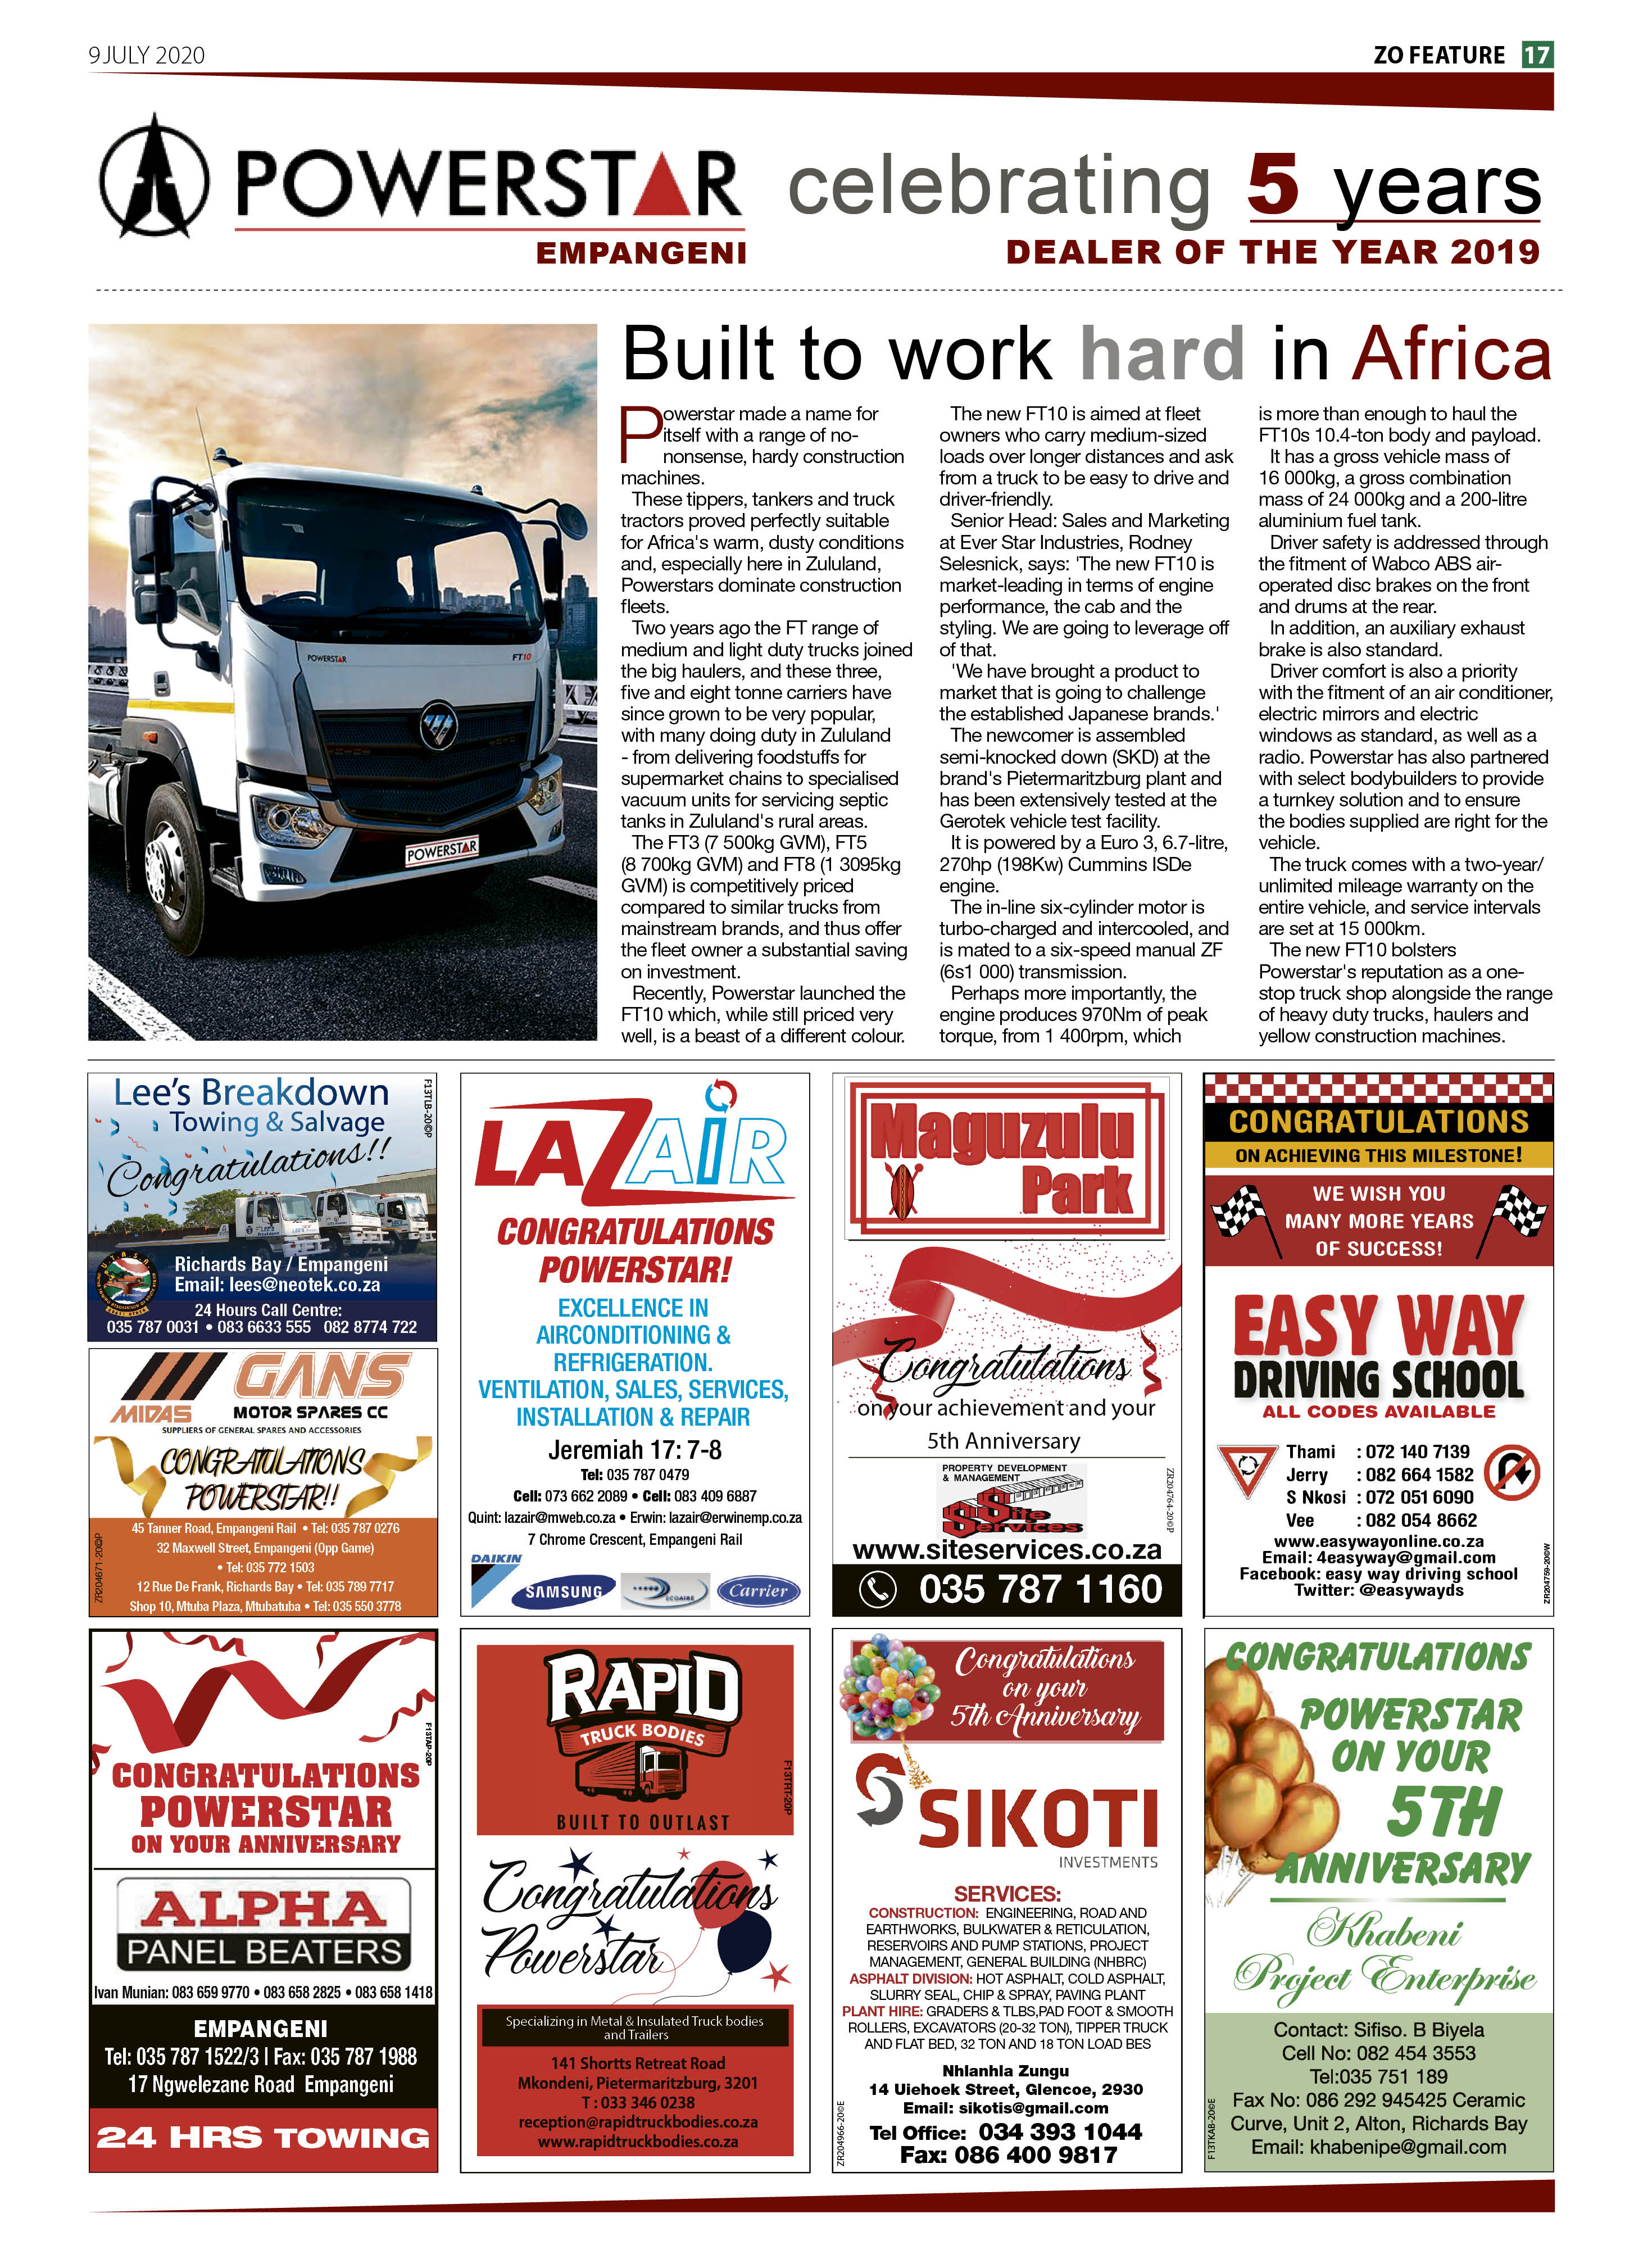 9 JULY 2020
ZO FEATURE 17
POWERSTAR
EMPANGENI
celebrating 5 years
DEALER OF THE YEAR 2019
Built to work hard in Africa
POWERSTAR
FT10
POWERSTAR
Powerstar made a name for
itself with a range of no-
nonsense, hardy construction
machines.
These tippers, tankers and truck
tractors proved perfectly suitable
for Africa's warm, dusty conditions
and, especially here in Zululand,
Powerstars dominate construction
fleets.
Two years ago the FT range of
medium and light duty trucks joined
the big haulers, and these three,
five and eight tonne carriers have
since grown to be very popular,
with many doing duty in Zululand
- from delivering foodstuffs for
supermarket chains to specialised
vacuum units for servicing septic
tanks in Zululand's rural areas.
The FT3 (7 500kg GVM), FT5
(8 700kg GVM) and FT8 (1 3095kg
GVM) is competitively priced
compared to similar trucks from
mainstream brands, and thus offer
the fleet owner a substantial saving
on investment.
Recently, Powerstar launched the
FT10 which, while still priced very
well, is a beast of a different colour.
The new FT10 is aimed at fleet
owners who carry medium-sized
loads over longer distances and ask
from a truck to be easy to drive and
driver-friendly.
Senior Head: Sales and Marketing
at Ever Star Industries, Rodney
Selesnick, says: 'The new FT10 is
market-leading in terms of engine
performance, the cab and the
styling. We are going to leverage off
of that.
'We have brought a product to
market that is going to challenge
the established Japanese brands.'
The newcomer is assembled
semi-knocked down (SKD) at the
brand's Pietermaritzburg plant and
has been extensively tested at the
Gerotek vehicle test facility.
It is powered by a Euro 3, 6.7-litre,
270hp (198Kw) Cummins ISDe
engine.
The in-line six-cylinder motor is
turbo-charged and intercooled, and
is mated to a six-speed manual ZF
(6s1 000) transmission.
Perhaps more importantly, the
engine produces 970Nm of peak
torque, from 1 400rpm, which
is more than enough to haul the
FT10s 10.4-ton body and payload.
It has a gross vehicle mass of
16 000kg, a gross combination
mass of 24 000kg and a 200-litre
aluminium fuel tank.
Driver safety is addressed through
the fitment of Wabco ABS air-
operated disc brakes on the front
and drums at the rear.
In addition, an auxiliary exhaust
brake is also standard.
Driver comfort is also a priority
with the fitment of an air conditioner,
electric mirrors and electric
windows as standard, as well as a
radio. Powerstar has also partnered
with select bodybuilders to provide
a turnkey solution and to ensure
the bodies supplied are right for the
vehicle.
The truck comes with a two-year/
unlimited mileage warranty on the
entire vehicle, and service intervals
are set at 15 000km.
The new FT10 bolsters
Powerstar's reputation as a one-
stop truck shop alongside the range
of heavy duty trucks, haulers and
yellow construction machines.
Lee's Breakdown
Towing & Salvage
Congratulations!!
F13TLB-20©P
Richards Bay / Empangeni
Email: lees@neotek.co.za
24 Hours Call Centre:
035 787 0031 • 083 6633 555 082 8774 722
MIDAS
GANS
MOTOR SPARES CC
SUPPLIERS OF GENERAL SPARES AND ACCESSORIES
CONGRATULATIONS
POWERSTAR!!
ZR204671-20©P
45 Tanner Road, Empangeni Rail • Tel: 035 787 0276
32 Maxwell Street, Empangeni (Opp Game)
• Tel: 035 772 1503
12 Rue De Frank, Richards Bay • Tel: 035 789 7717
Shop 10, Mtuba Plaza, Mtubatuba • Tel: 035 550 3778
LAZAIR
CONGRATULATIONS
POWERSTAR!
EXCELLENCE IN
AIRCONDITIONING &
REFRIGERATION.
VENTILATION, SALES, SERVICES,
INSTALLATION & REPAIR
Jeremiah 17: 7-8
Tel: 035 787 0479
Cell: 073 662 2089 • Cell: 083 409 6887
Quint: lazair@mweb.co.za • Erwin: lazair@erwinemp.co.za
7 Chrome Crescent, Empangeni Rail
DAIKIN
SAMSUNG
ECOAIRE
Carrier
Maguzulu
Park
Congratulations
on your achievement and your
5th Anniversary
PROPERTY DEVELOPMENT
& MANAGEMENT
Site
Services
ZR204764-20©P
www.siteservices.co.za
035 787 1160
CONGRATULATIONS
ON ACHIEVING THIS MILESTONE!
WE WISH YOU
MANY MORE YEARS
OF SUCCESS!
EASY WAY
DRIVING SCHOOL
ALL CODES AVAILABLE
Thami : 072 140 7139
Jerry : 082 664 1582
S Nkosi : 072 051 6090
Vee : 082 054 8662
www.easywayonline.co.za
Email: 4easyway@gmail.com
Facebook: easy way driving school
Twitter: @easywayds
ZR204759-20©W
F13TAP-20P
CONGRATULATIONS
POWERSTAR
ON YOUR ANNIVERSARY
ALPHA
PANEL BEATERS
Ivan Munian: 083 659 9770 • 083 658 2825 • 083 658 1418
EMPANGENI
Tel: 035 787 1522/3 | Fax: 035 787 1988
17 Ngwelezane Road Empangeni
24 HRS TOWING
RAPID
TRUCK BODIES
BUILT TO OUTLAST
F13TRT-20P
Congratulations
Powerstar
Specializing in Metal & Insulated Truck bodies
and Trailers
141 Shortts Retreat Road
Mkondeni, Pietermaritzburg, 3201
T : 033 346 0238
reception@rapidtruckbodies.co.za
www.rapidtruckbodies.co.za
Congratulations
on your
5th Anniversary
SIKOTI
INVESTMENTS
SERVICES:
CONSTRUCTION: ENGINEERING, ROAD AND
EARTHWORKS, BULKWATER & RETICULATION,
RESERVOIRS AND PUMP STATIONS, PROJECT
MANAGEMENT, GENERAL BUILDING (NHBRC)
ASPHALT DIVISION: HOT ASPHALT, COLD ASPHALT,
SLURRY SEAL, CHIP & SPRAY, PAVING PLANT
PLANT HIRE: GRADERS & TLBS,PAD FOOT & SMOOTH
ROLLERS, EXCAVATORS (20-32 TON), TIPPER TRUCK
AND FLAT BED, 32 TON AND 18 TON LOAD BES
Nhlanhla Zungu
14 Uiehoek Street, Glencoe, 2930
Email: sikotis@gmail.com
Tel Office: 034 393 1044
Fax: 086 400 9817
ZR204966-20©E
CONGRATULATIONS
POWERSTAR
ON YOUR
5TH
ANNIVERSARY
Khabeni
Project Enterprise
Contact: Sifiso. B Biyela
Cell No: 082 454 3553
Tel:035 751 189
Fax No: 086 292 945425 Ceramic
Curve, Unit 2, Alton, Richards Bay
Email: khabenipe@gmail.com
F13TKAB-20©E